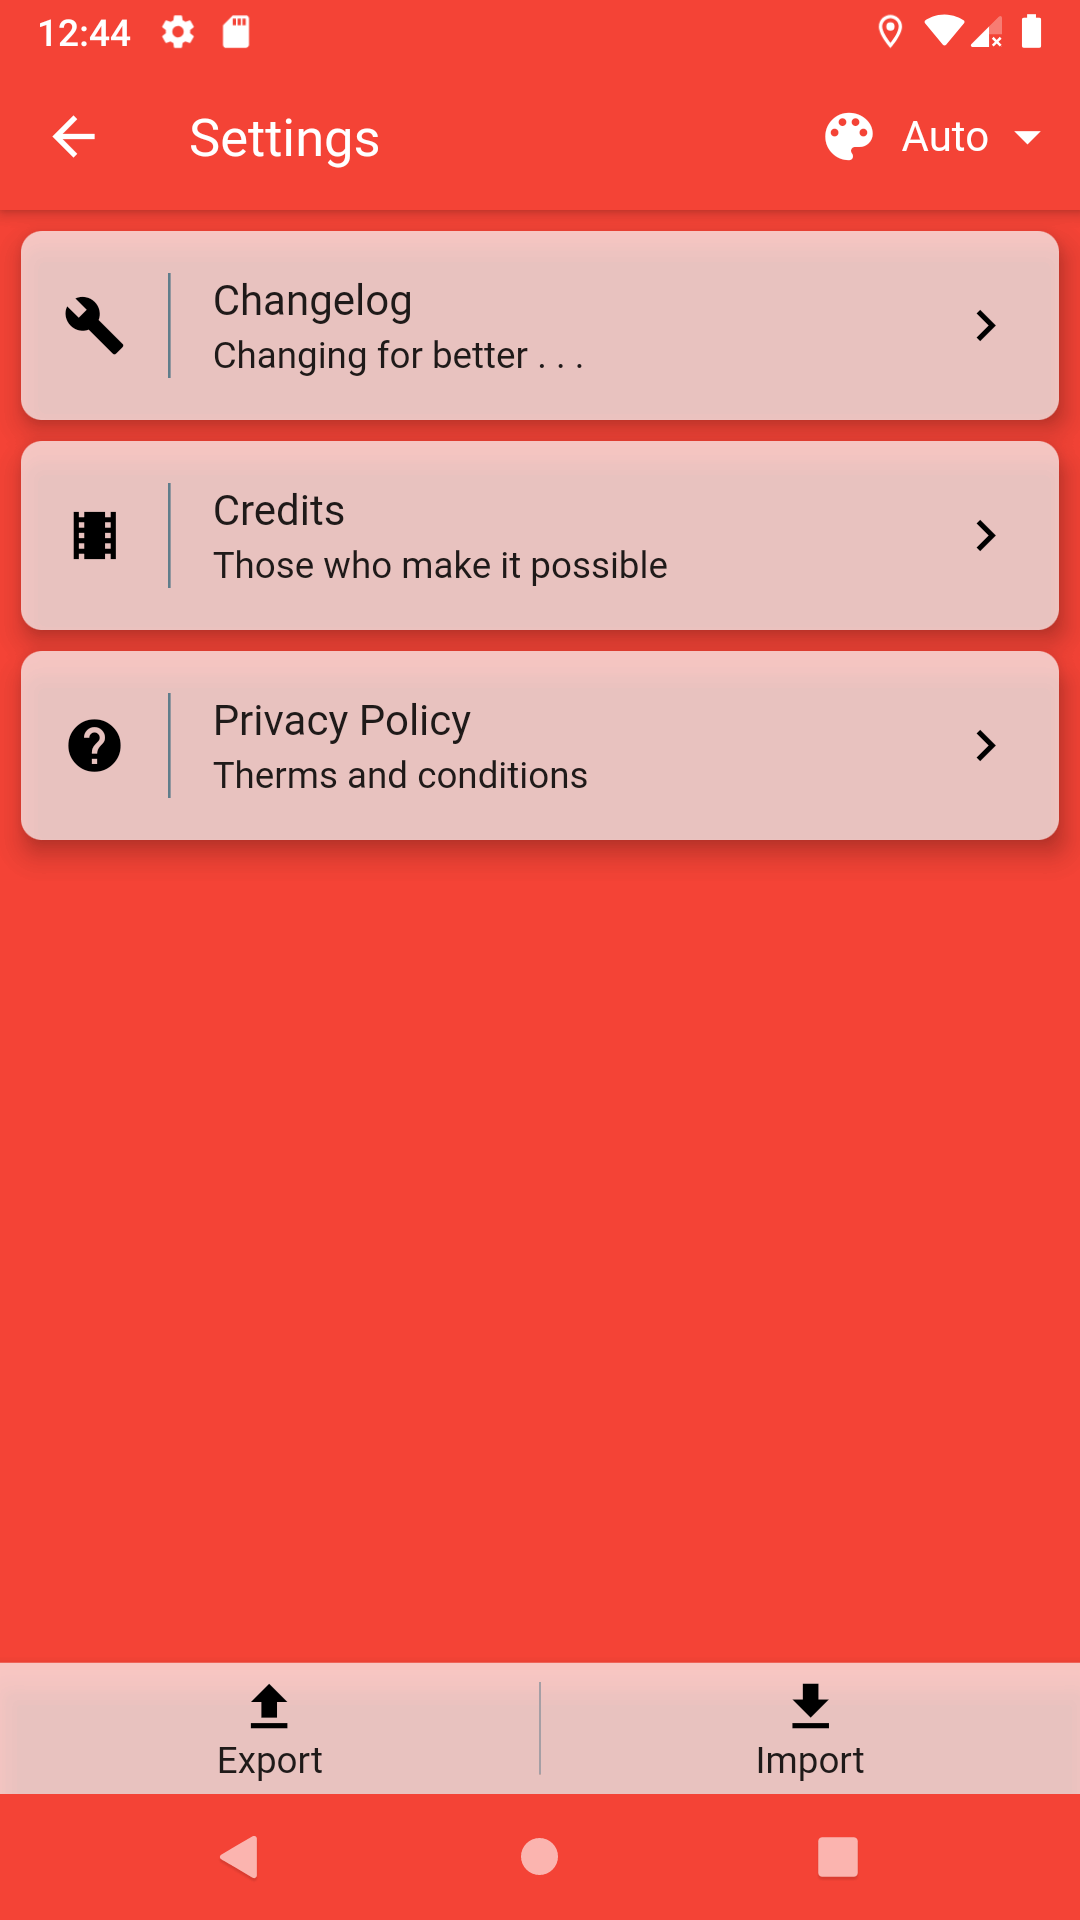 12:44
Settings
Auto
Changelog
Changing for better . . .
Credits
Those who make it possible
Privacy Policy
Therms and conditions
Export
Import